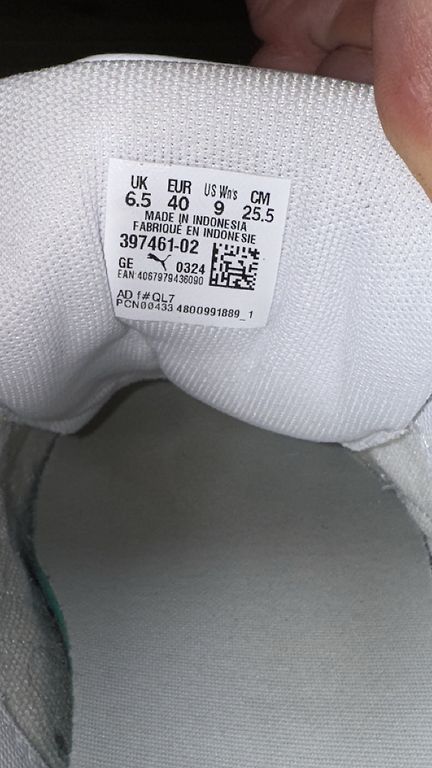 UK EUR US Wn's CM
6.5 40 9 25.5
MADE IN INDONESIA
FABRIQUÉ EN INDONESIE
397461-02
GE 0324
EAN:4067979436090
AD f#QL7
PCN00433 4800991889_1